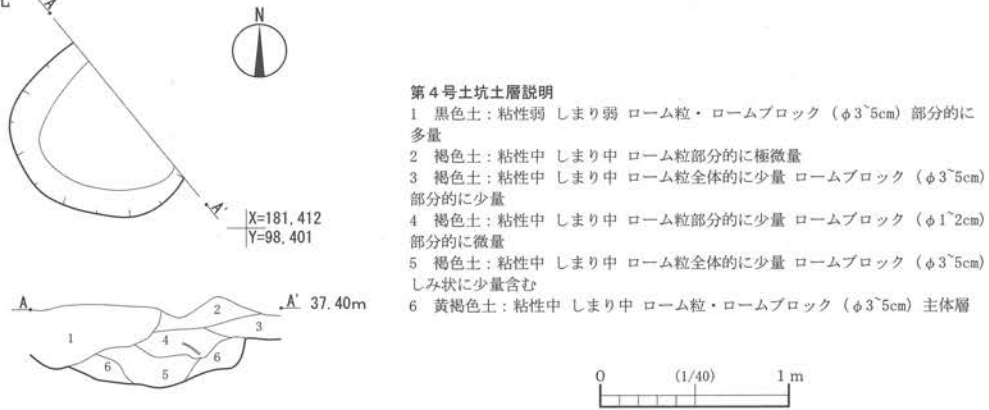 A
N
A'
X=181,412
Y=98,401
第4号土坑土層説明
1 黒色土：粘性弱 しまり弱 ローム粒・ロームブロック（φ3~5cm）部分的に
多量
2 褐色土：粘性中 しまり中 ローム粒部分的に極微量
3 褐色土：粘性中 しまり中 ローム粒全体的に少量 ロームブロック（φ3~5cm）
部分的に少量
4 褐色土：粘性中 しまり中 ローム粒部分的に少量 ロームブロック（φ1~2cm）
部分的に微量
5 褐色土：粘性中 しまり中 ローム粒全体的に少量 ロームブロック（φ3~5cm）
しみ状に少量含む
6 黄褐色土：粘性中 しまり中 ローム粒・ロームブロック（φ3~5cm）主体層
A A' 37.40m
2
3
1 4
6 5 6
0 (1/40) 1m